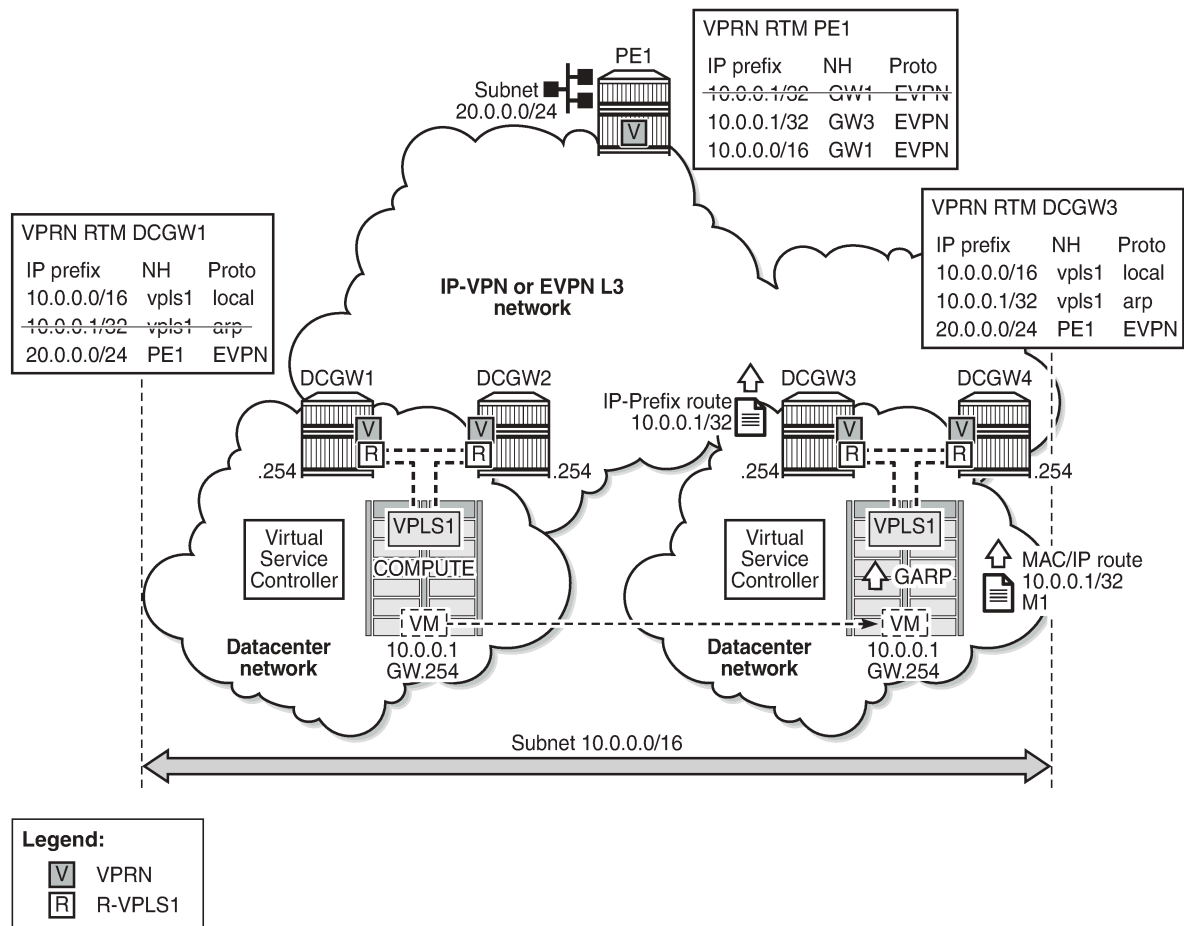 VPRN RTM PE1
IP prefix NH Proto
10.0.0.1/32 GW1 EVPN
10.0.0.1/32 GW3 EVPN
10.0.0.0/16 GW1 EVPN
PE1
Subnet
20.0.0.0/24
V
VPRN RTM DCGW1
IP prefix NH Proto
10.0.0.0/16 vpls1 local
10.0.0.1/32 vpls1 arp
20.0.0.0/24 PE1 EVPN
VPRN RTM DCGW3
IP prefix NH Proto
10.0.0.0/16 vpls1 local
10.0.0.1/32 vpls1 arp
20.0.0.0/24 PE1 EVPN
IP-VPN or EVPN L3
network
DCGW1
V
R
.254
DCGW2
V
R
.254
IP-Prefix route
10.0.0.1/32
DCGW3
V
R
.254
DCGW4
V
R
.254
Virtual
Service
Controller
VPLS1
COMPUTE
VM
10.0.0.1
GW.254
Datacenter
network
Virtual
Service
Controller
VPLS1
GARP
VM
10.0.0.1
GW.254
Datacenter
network
MAC/IP route
10.0.0.1/32
M1
Subnet 10.0.0.0/16
Legend:
V VPRN
R R-VPLS1